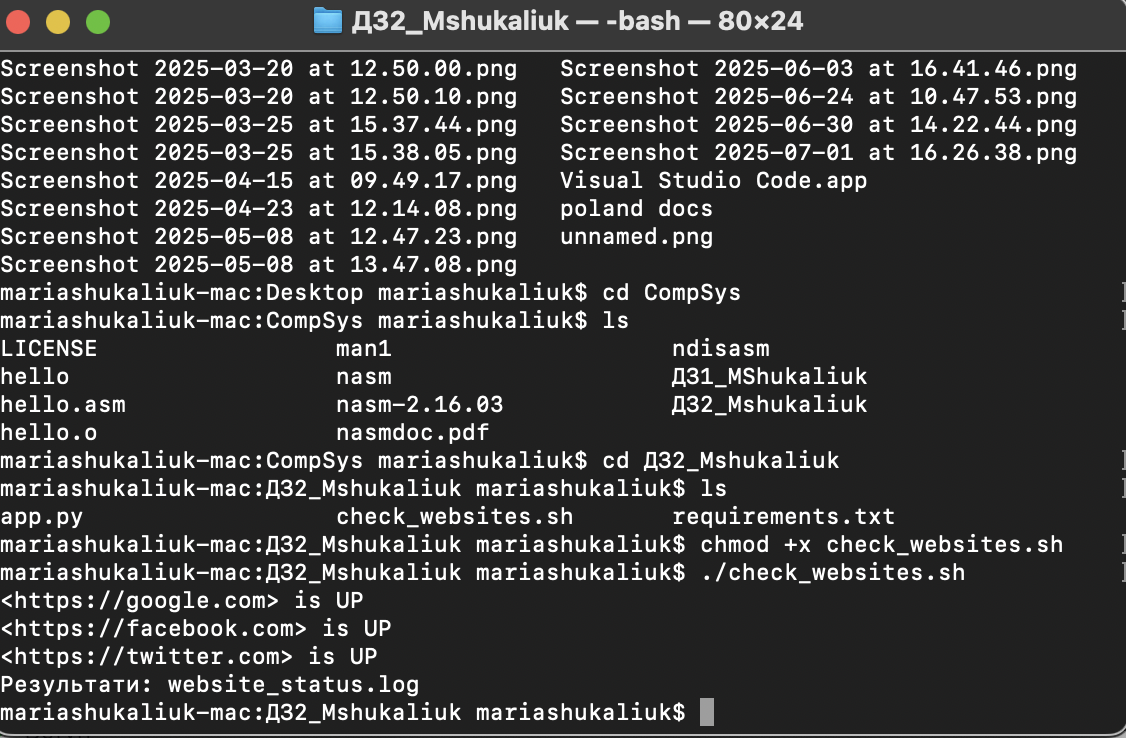 ДЗ2_Mshukaliuk — -bash — 80×24
Screenshot 2025-03-20 at 12.50.00.png   Screenshot 2025-06-03 at 16.41.46.png
Screenshot 2025-03-20 at 12.50.10.png   Screenshot 2025-06-24 at 10.47.53.png
Screenshot 2025-03-25 at 15.37.44.png   Screenshot 2025-06-30 at 14.22.44.png
Screenshot 2025-03-25 at 15.38.05.png   Screenshot 2025-07-01 at 16.26.38.png
Screenshot 2025-04-15 at 09.49.17.png   Visual Studio Code.app
Screenshot 2025-04-23 at 12.14.08.png   poland docs
Screenshot 2025-05-08 at 12.47.23.png   unnamed.png
Screenshot 2025-05-08 at 13.47.08.png
mariashukaliuk-mac:Desktop mariashukaliuk$ cd CompSys
mariashukaliuk-mac:CompSys mariashukaliuk$ ls
LICENSE                 man1                    ndisasm
hello                   nasm                    ДЗ1_MShukaliuk
hello.asm               nasm-2.16.03            ДЗ2_Mshukaliuk
hello.o                 nasmdoc.pdf
mariashukaliuk-mac:CompSys mariashukaliuk$ cd ДЗ2_Mshukaliuk
mariashukaliuk-mac:ДЗ2_Mshukaliuk mariashukaliuk$ ls
app.py                  check_websites.sh       requirements.txt
mariashukaliuk-mac:ДЗ2_Mshukaliuk mariashukaliuk$ chmod +x check_websites.sh
mariashukaliuk-mac:ДЗ2_Mshukaliuk mariashukaliuk$ ./check_websites.sh
<https://google.com> is UP
<https://facebook.com> is UP
<https://twitter.com> is UP
Результати: website_status.log
mariashukaliuk-mac:ДЗ2_Mshukaliuk mariashukaliuk$